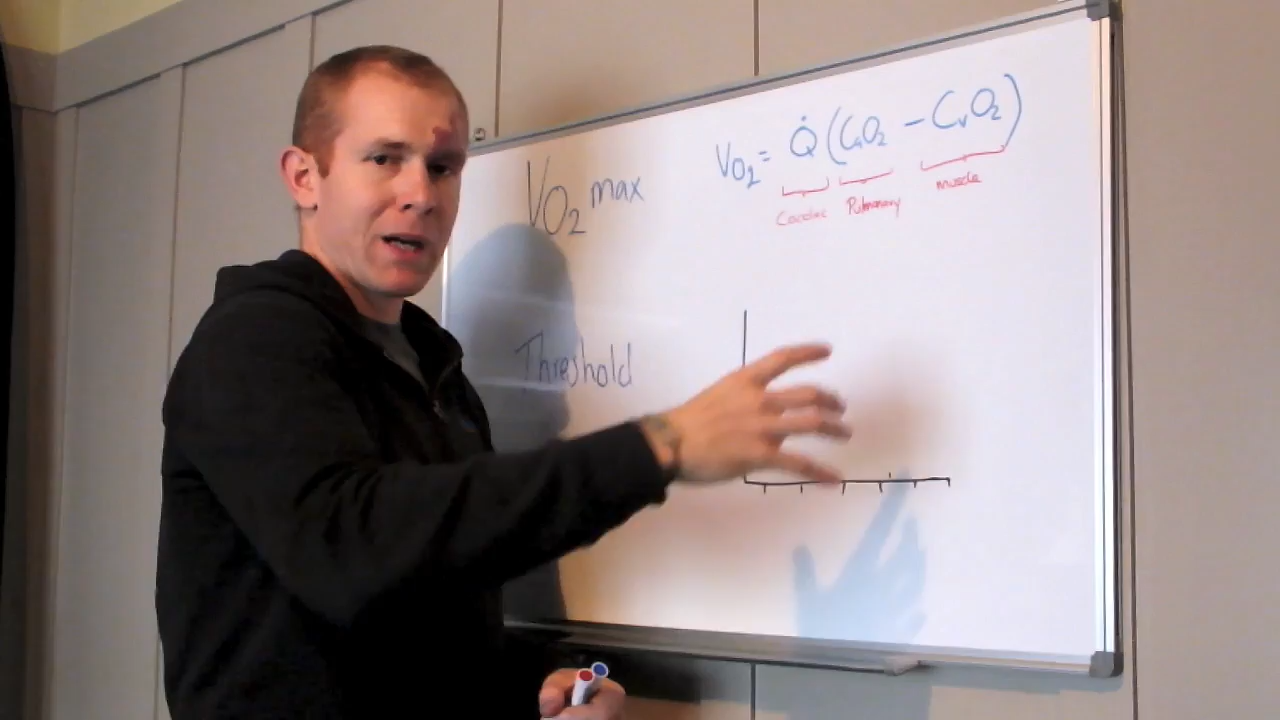 VO₂ max
VO₂ = Q̇ (CaO₂ – CvO₂)
Cardiac Pulmonary muscle
Threshold